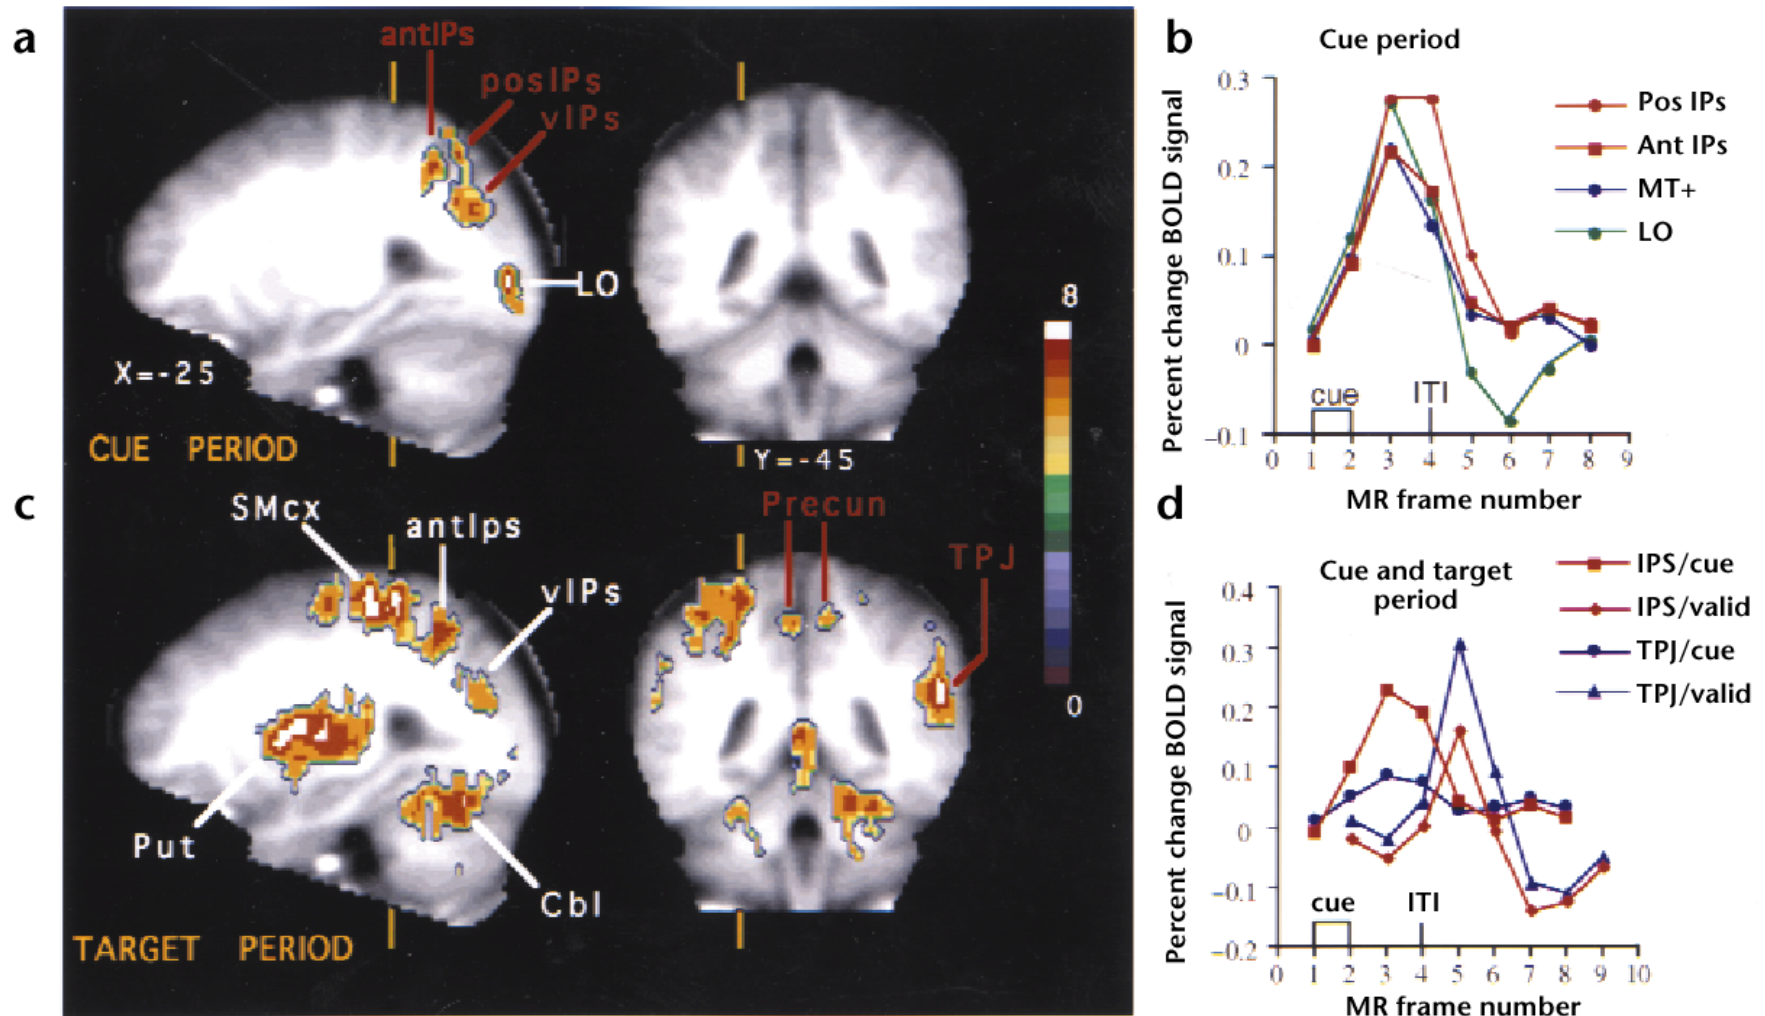 a
antIPs
posIPs
vIPs
LO
X=-25
CUE PERIOD
Y=-45
8
0
b
Cue period
Percent change BOLD signal
0.3
0.2
0.1
0
-0.1
Pos IPs
Ant IPs
MT+
LO
cue
ITI
0 1 2 3 4 5 6 7 8 9
MR frame number
c
SMcx
antIps
vIPs
Put
Cbl
TARGET PERIOD
Precun
TPJ
d
Cue and target
period
Percent change BOLD signal
0.4
0.3
0.2
0.1
0
-0.1
-0.2
IPS/cue
IPS/valid
TPJ/cue
TPJ/valid
cue
ITI
0 1 2 3 4 5 6 7 8 9 10
MR frame number